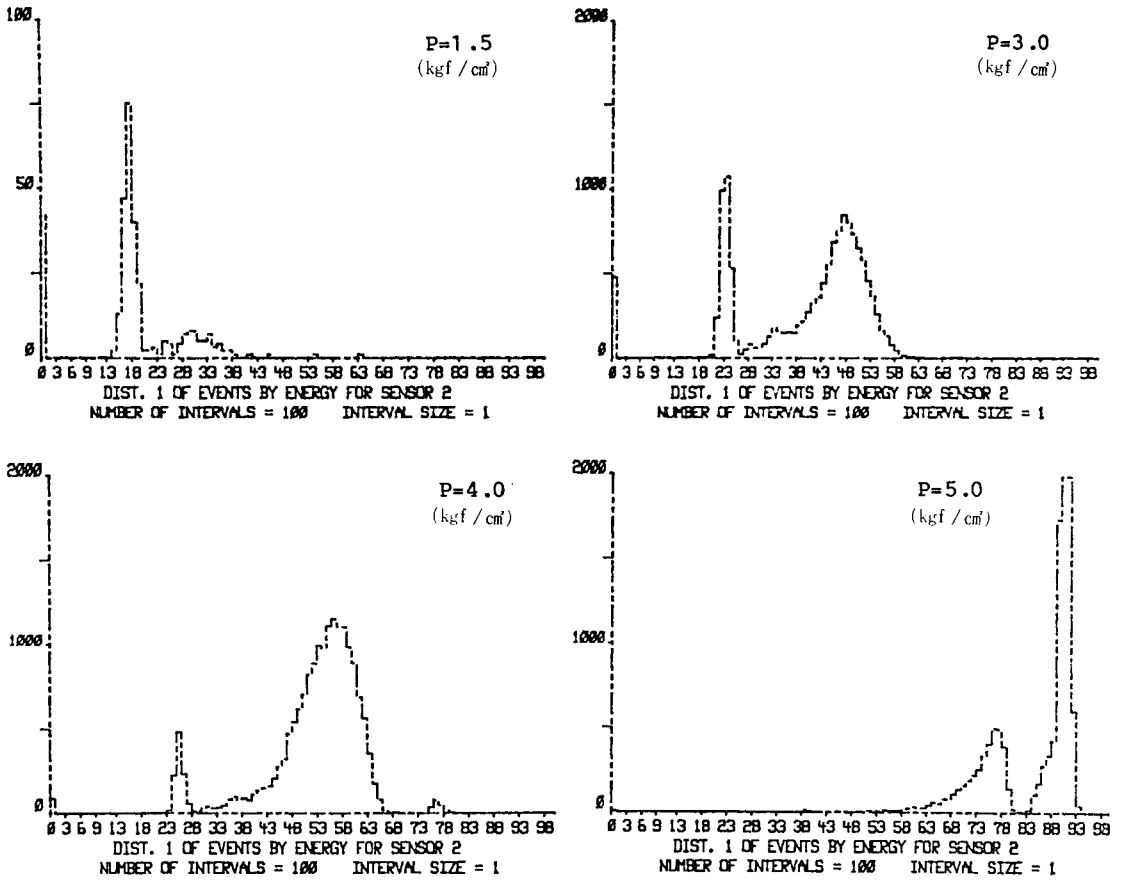 100
50
0
P=1.5
(kgf/cm²)
0 3 6 9 13 18 23 28 33 38 43 48 53 58 63 68 73 78 83 88 93 98
DIST. 1 OF EVENTS BY ENERGY FOR SENSOR 2
NUMBER OF INTERVALS = 100 INTERVAL SIZE = 1
2000
1000
0
P=3.0
(kgf/cm²)
0 3 6 9 13 18 23 28 33 38 43 48 53 58 63 68 73 78 83 88 93 98
DIST. 1 OF EVENTS BY ENERGY FOR SENSOR 2
NUMBER OF INTERVALS = 100 INTERVAL SIZE = 1
2000
1000
0
P=4.0
(kgf/cm²)
0 3 6 9 13 18 23 28 33 38 43 48 53 58 63 68 73 78 83 88 93 98
DIST. 1 OF EVENTS BY ENERGY FOR SENSOR 2
NUMBER OF INTERVALS = 100 INTERVAL SIZE = 1
2000
1000
0
P=5.0
(kgf/cm²)
0 3 6 9 13 18 23 28 33 38 43 48 53 58 63 68 73 78 83 88 93 98
DIST. 1 OF EVENTS BY ENERGY FOR SENSOR 2
NUMBER OF INTERVALS = 100 INTERVAL SIZE = 1